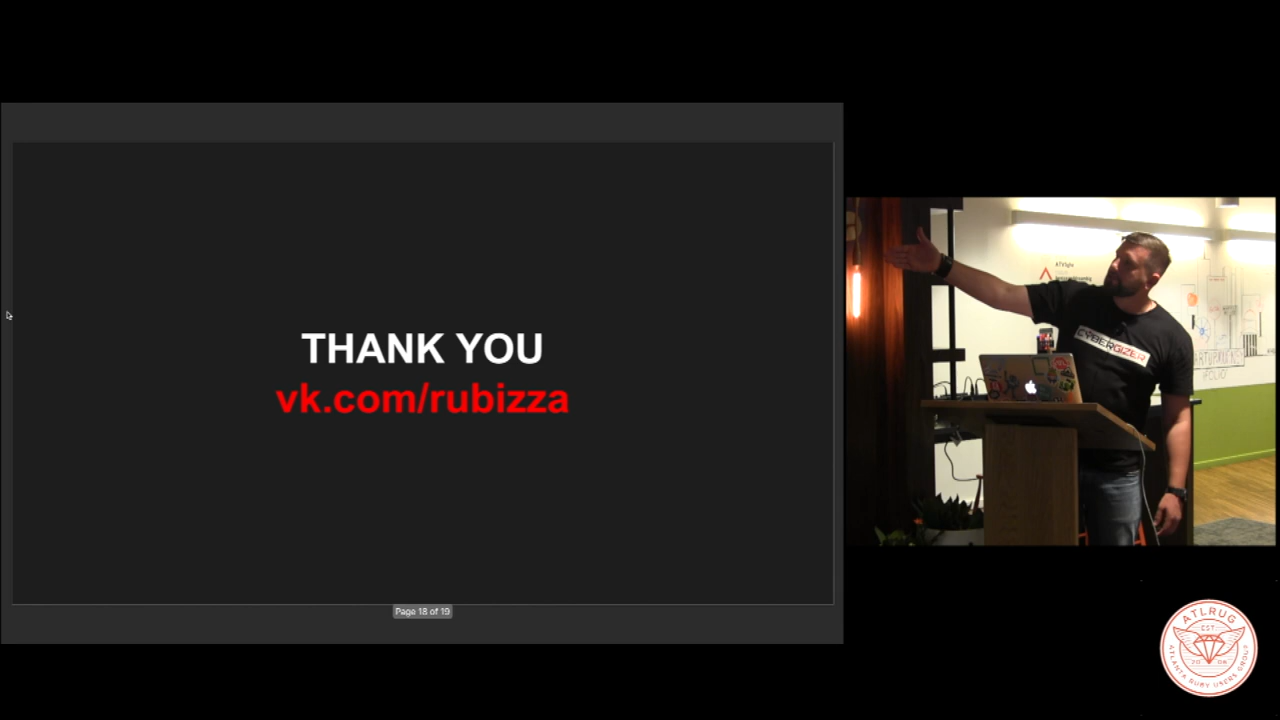 THANK YOU
vk.com/rubizza
Page 18 of 19
CYBERGIZER
ATLRUG
EST
20 06
ATLANTA RUBY USERS GROUP